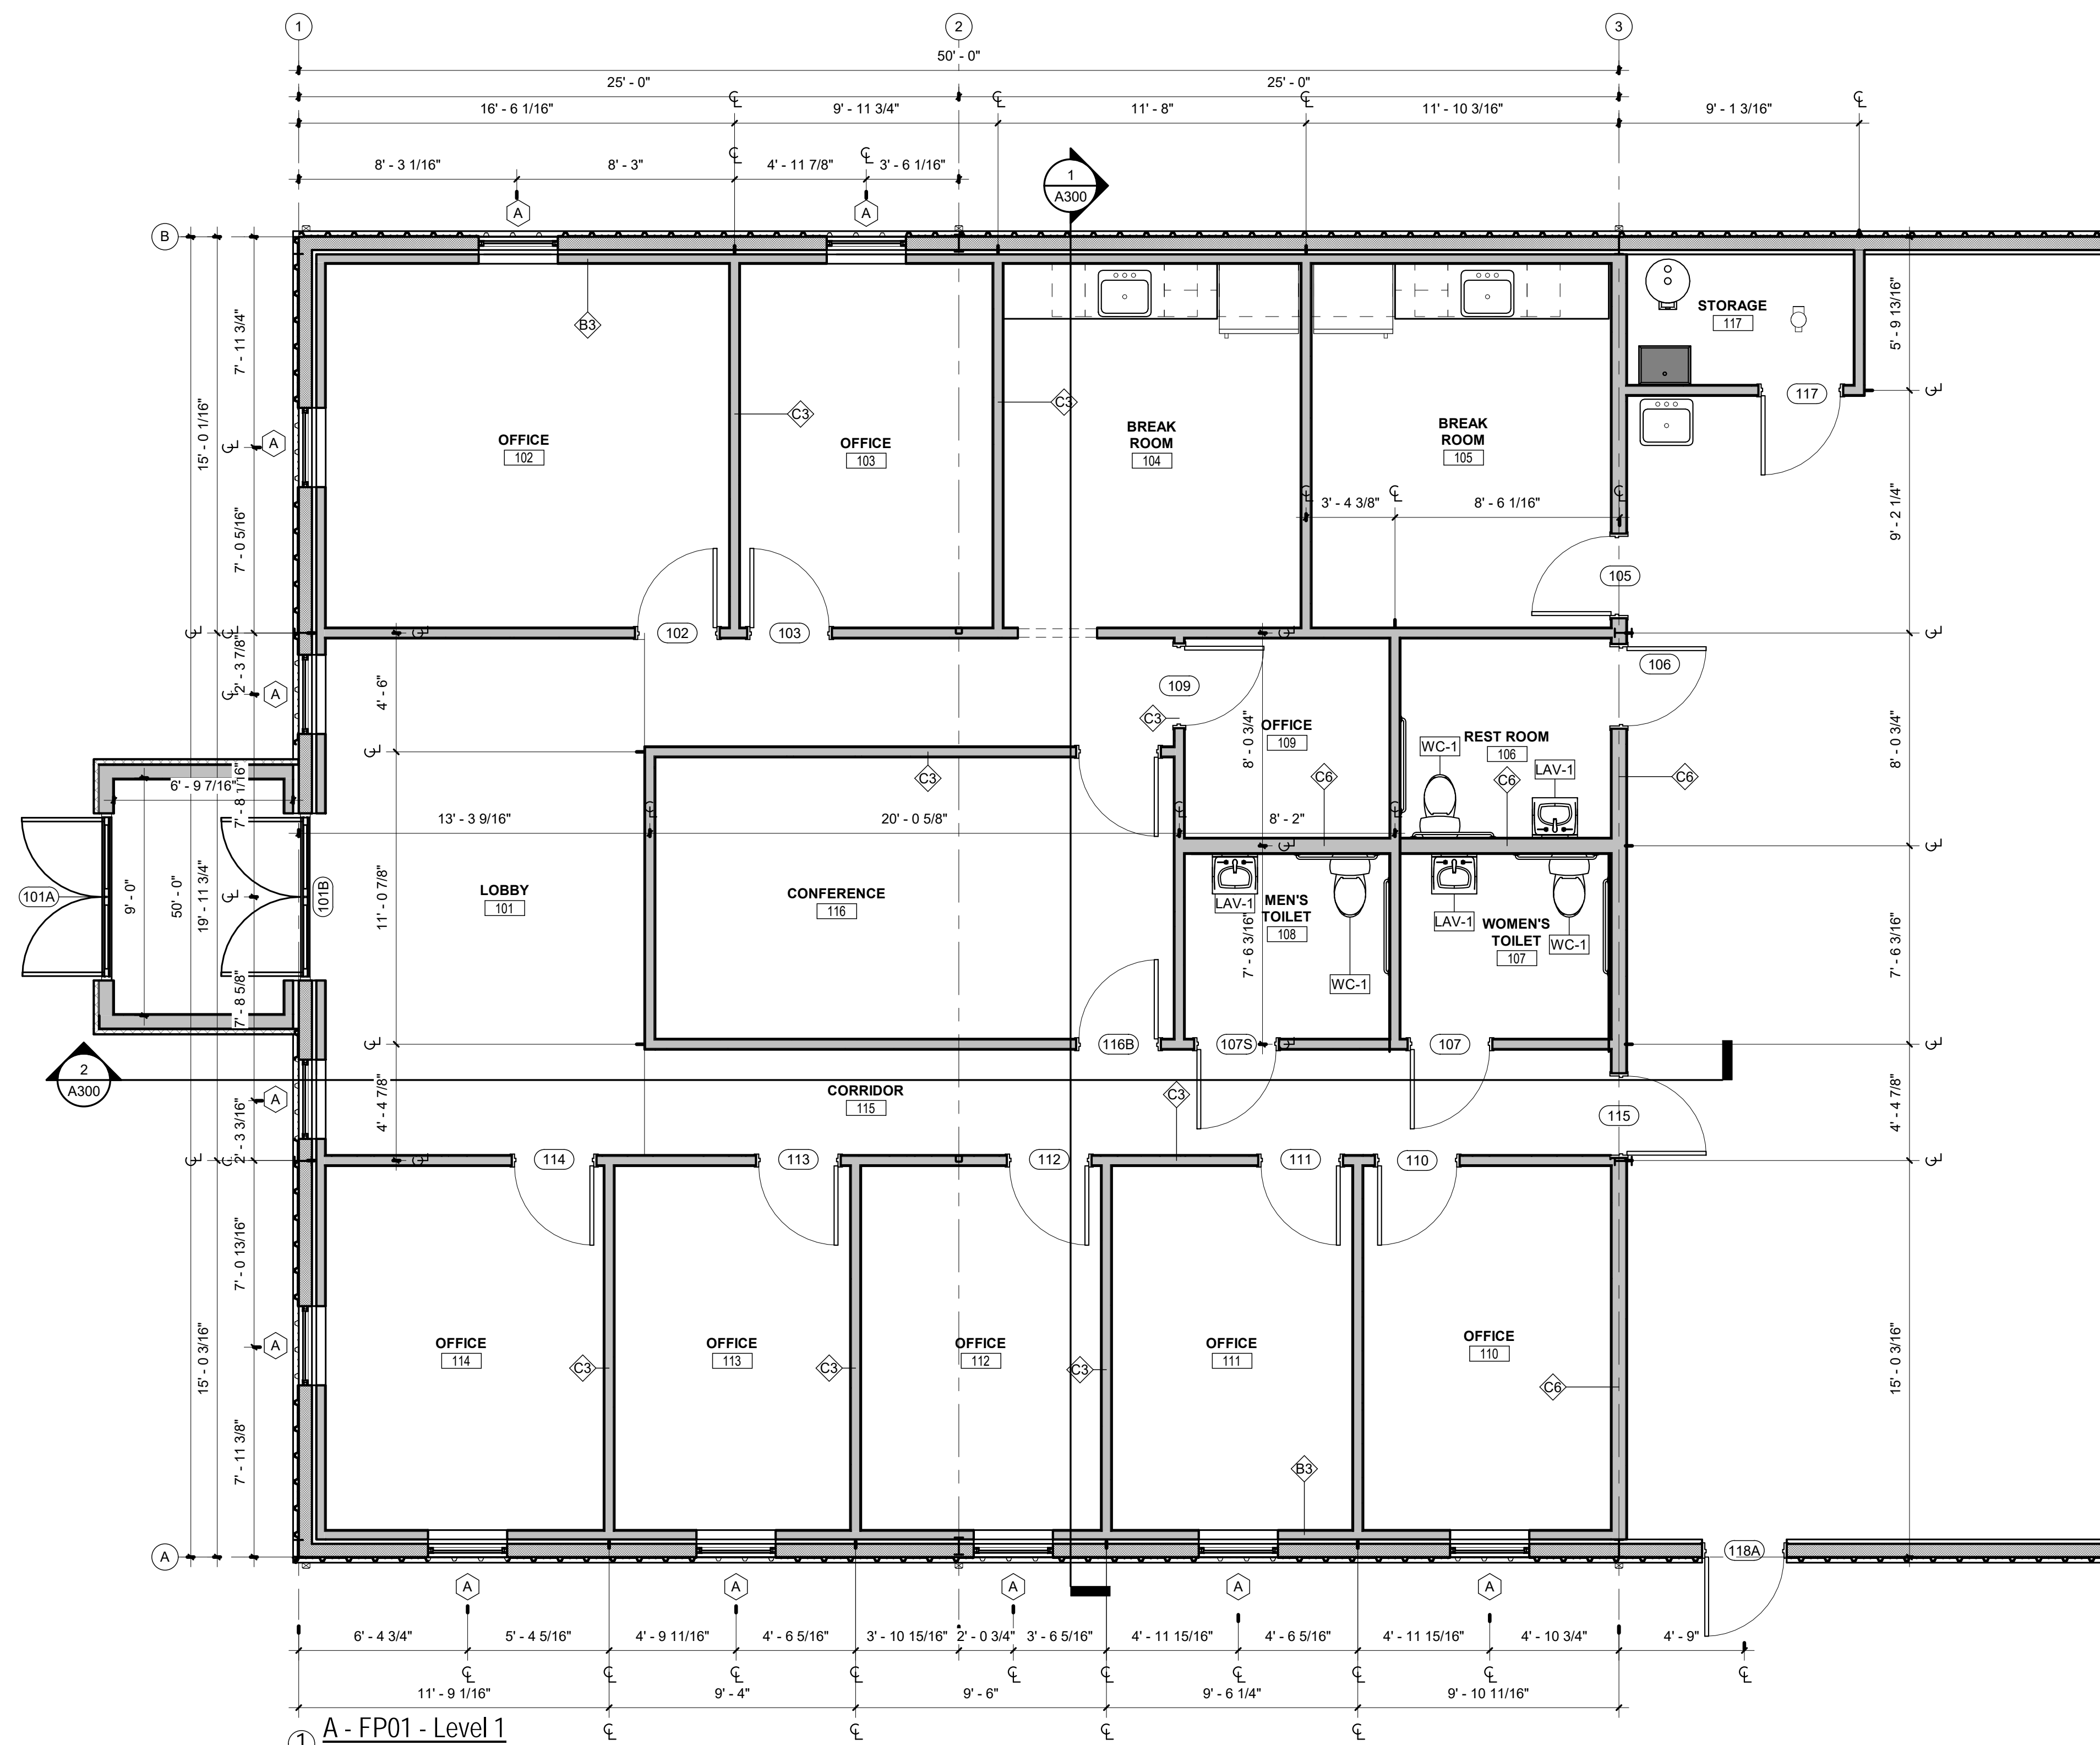 1 2 3
50' - 0"
25' - 0" 25' - 0"
16' - 6 1/16" 9' - 11 3/4" 11' - 8" 11' - 10 3/16" 9' - 1 3/16"
8' - 3 1/16" 8' - 3" 4' - 11 7/8" 3' - 6 1/16"
1
A300
A A
B
B3
STORAGE
117
5' - 9 13/16"
7' - 11 3/4"
117
C3 C3
15' - 0 1/16"
A
OFFICE
102
OFFICE
103
BREAK
ROOM
104
BREAK
ROOM
105
3' - 4 3/8" 8' - 6 1/16"
9' - 2 1/4"
7' - 0 5/16"
105
102 103
106
109
2' - 3 7/8"
A
4' - 6"
C3
OFFICE
109
8' - 0 3/4"
REST ROOM
106
WC-1
LAV-1
8' - 0 3/4"
C3
C6
C6
C6
6' - 9 7/16"
7' - 8 1/16"
13' - 3 9/16" 20' - 0 5/8" 8' - 2"
101A
9' - 0"
50' - 0"
19' - 11 3/4"
101B
11' - 0 7/8"
LOBBY
101
CONFERENCE
116
LAV-1
MEN'S
TOILET
108
LAV-1
WOMEN'S
TOILET
107
WC-1
7' - 6 3/16"
WC-1
7' - 6 3/16"
7' - 8 5/8"
116B 107S 107
2
A300
A
CORRIDOR
115
C3
115
4' - 4 7/8"
4' - 4 7/8"
2' - 3 3/16"
114 113 112 111 110
7' - 0 13/16"
A
OFFICE
114
OFFICE
113
OFFICE
112
OFFICE
111
OFFICE
110
C3 C3 C3 C6
15' - 0 3/16"
15' - 0 3/16"
7' - 11 3/8"
B3
A
118A
A A A A A
6' - 4 3/4" 5' - 4 5/16" 4' - 9 11/16" 4' - 6 5/16" 3' - 10 15/16" 2' - 0 3/4" 3' - 6 5/16" 4' - 11 15/16" 4' - 6 5/16" 4' - 11 15/16" 4' - 10 3/4" 4' - 9"
11' - 9 1/16" 9' - 4" 9' - 6" 9' - 6 1/4" 9' - 10 11/16"
1 A - FP01 - Level 1